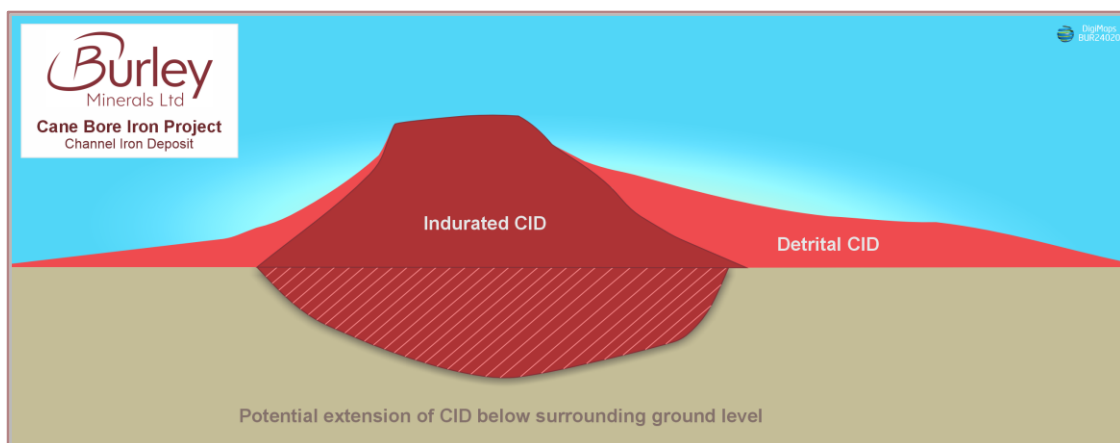 Burley
Minerals Ltd
Cane Bore Iron Project
Channel Iron Deposit
DigiMaps
BUR24020
Indurated CID
Detrital CID
Potential extension of CID below surrounding ground level